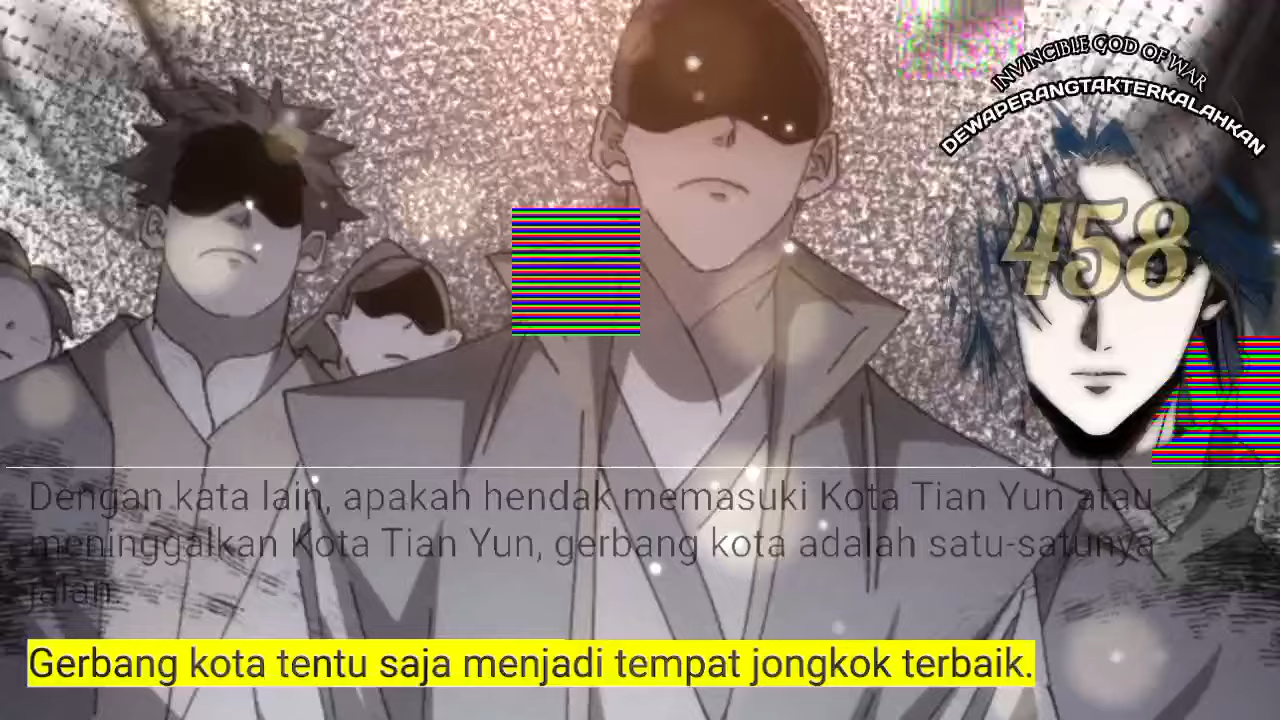 INVINCIBLE GOD OF WAR
DEWAPERANGTAKTERKALAHKAN
458
Dengan kata lain, apakah hendak memasuki Kota Tian Yun atau
meninggalkan Kota Tian Yun, gerbang kota adalah satu-satunya
jalan.
Gerbang kota tentu saja menjadi tempat jongkok terbaik.